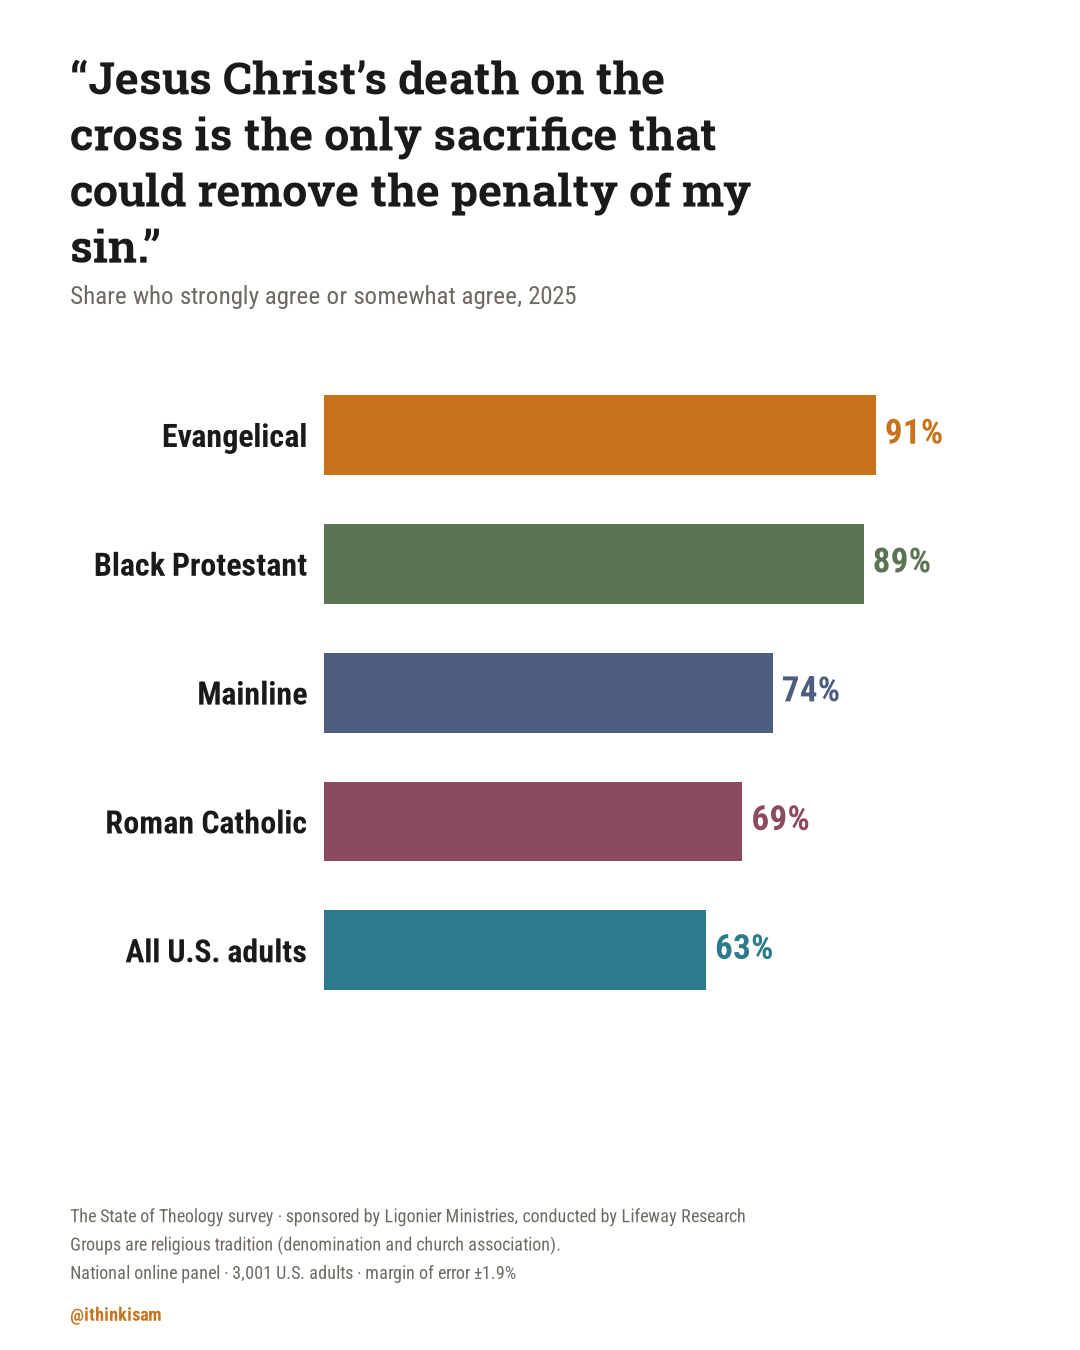 “Jesus Christ’s death on the
cross is the only sacrifice that
could remove the penalty of my
sin.”
Share who strongly agree or somewhat agree, 2025
Evangelical 91%
Black Protestant 89%
Mainline 74%
Roman Catholic 69%
All U.S. adults 63%
The State of Theology survey · sponsored by Ligonier Ministries, conducted by Lifeway Research
Groups are religious tradition (denomination and church association).
National online panel · 3,001 U.S. adults · margin of error ±1.9%
@ithinkisam